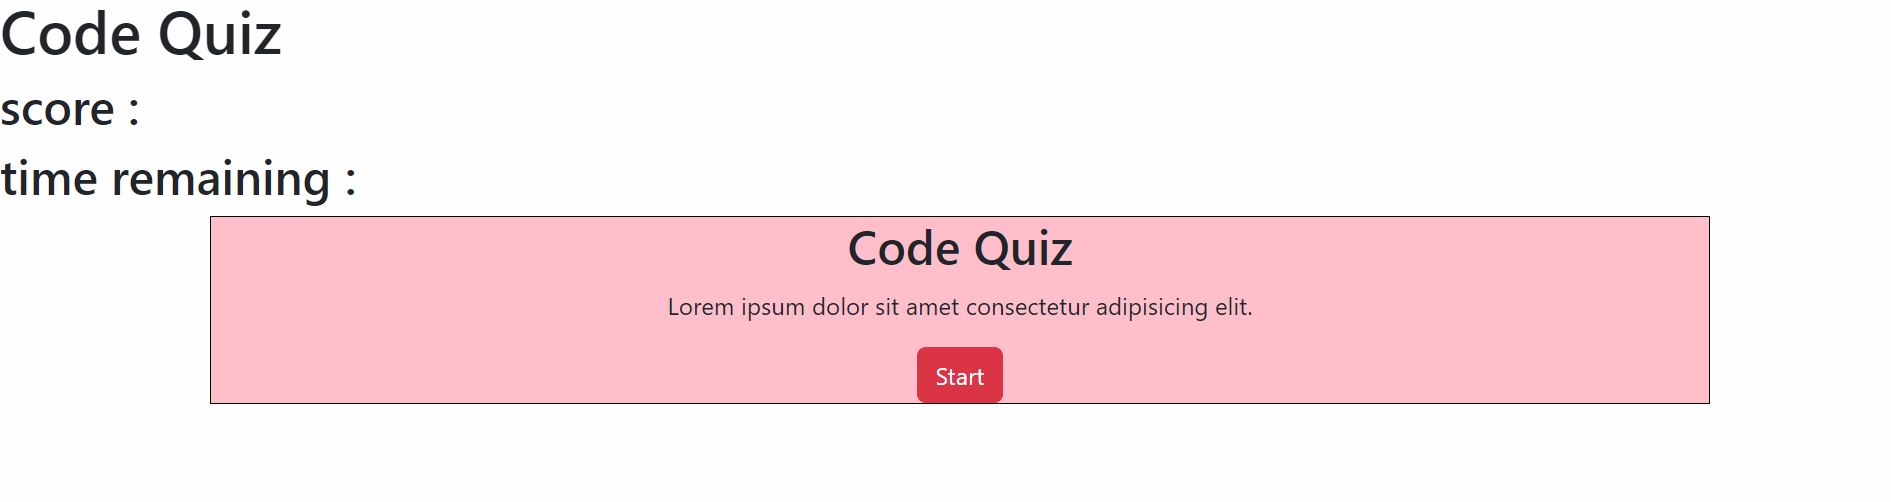 Code Quiz
score :
time remaining :
Code Quiz
Lorem ipsum dolor sit amet consectetur adipisicing elit.
Start